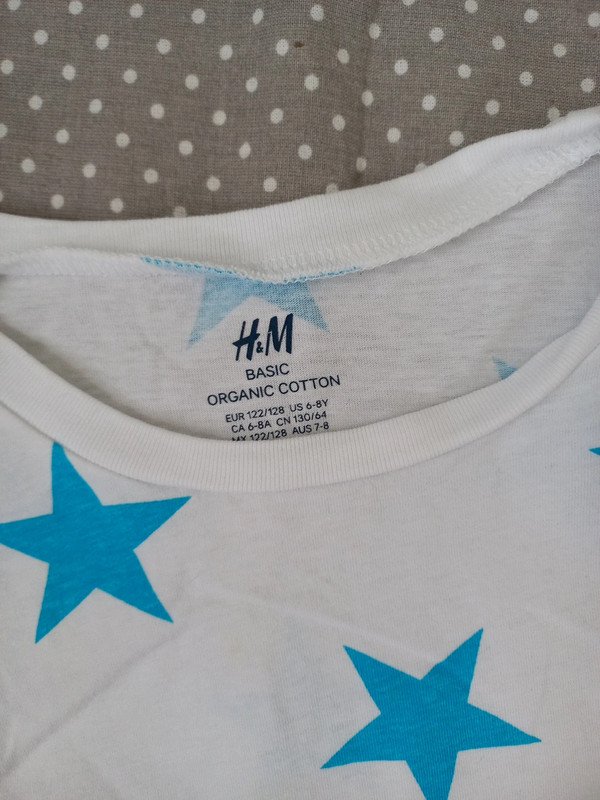 H&M
BASIC
ORGANIC COTTON
EUR 122/128 US 6-8Y
CA 6-8A CN 130/64
MX 122/128 AUS 7-8